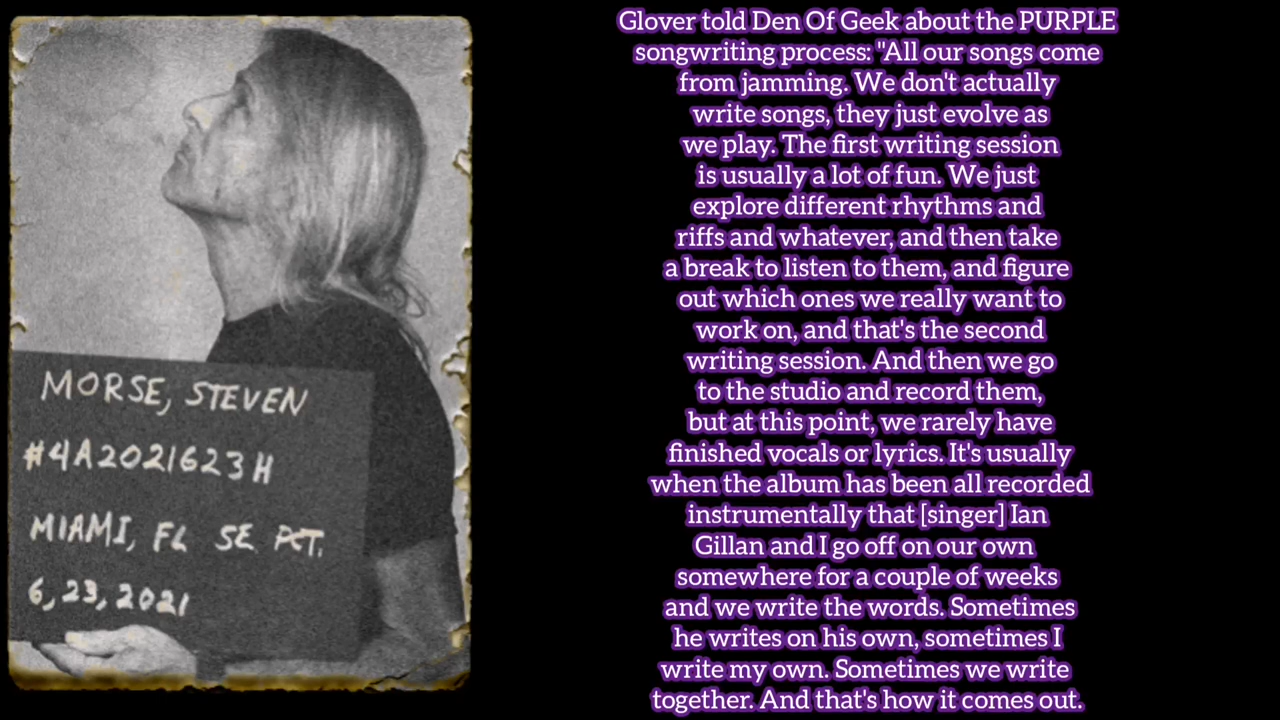 MORSE, STEVEN
#4A2021623H
MIAMI, FL SE PCT.
6, 23, 2021
Glover told Den Of Geek about the PURPLE
songwriting process: "All our songs come
from jamming. We don't actually
write songs, they just evolve as
we play. The first writing session
is usually a lot of fun. We just
explore different rhythms and
riffs and whatever, and then take
a break to listen to them, and figure
out which ones we really want to
work on, and that's the second
writing session. And then we go
to the studio and record them,
but at this point, we rarely have
finished vocals or lyrics. It's usually
when the album has been all recorded
instrumentally that [singer] Ian
Gillan and I go off on our own
somewhere for a couple of weeks
and we write the words. Sometimes
he writes on his own, sometimes I
write my own. Sometimes we write
together. And that's how it comes out.